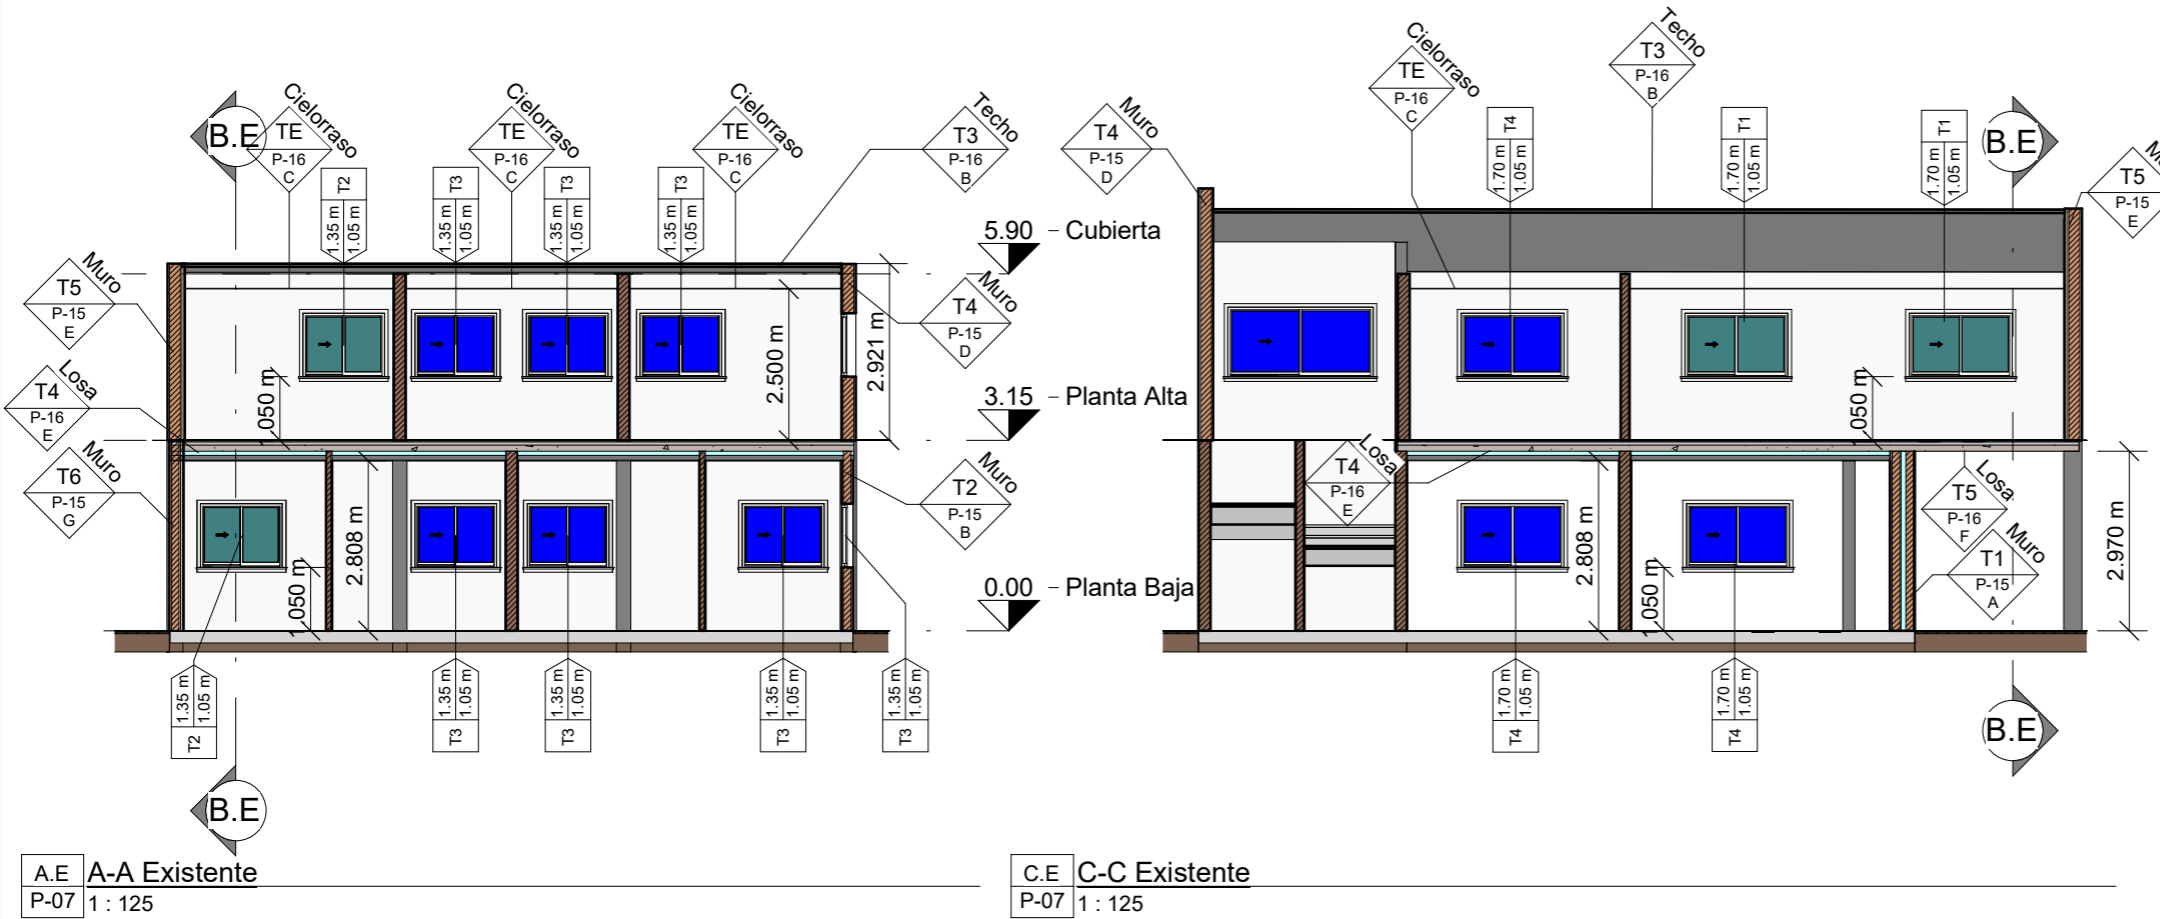 B.E
TE
P-16
C
Cielorraso
TE
P-16
C
Cielorraso
TE
P-16
C
Cielorraso
T3
P-16
B
Techo
T2
1.35 m
1.05 m
T3
1.35 m
1.05 m
T3
1.35 m
1.05 m
T3
1.35 m
1.05 m
T5
P-15
E
Muro
T4
P-16
E
Losa
T6
P-15
G
Muro
T4
P-15
D
Muro
T2
P-15
B
Muro
1.050 m
2.500 m
2.921 m
1.050 m
2.808 m
1.35 m
1.05 m
T2
1.35 m
1.05 m
T3
1.35 m
1.05 m
T3
1.35 m
1.05 m
T3
1.35 m
1.05 m
T3
B.E
5.90
Cubierta
3.15
Planta Alta
0.00
Planta Baja
T4
P-15
D
Muro
TE
P-16
C
Cielorraso
T3
P-16
B
Techo
T4
1.70 m
1.05 m
T1
1.70 m
1.05 m
T1
1.70 m
1.05 m
B.E
T5
P-15
E
T4
P-16
E
Losa
T5
P-16
F
Losa
T1
P-15
A
Muro
1.050 m
2.808 m
1.050 m
2.970 m
1.70 m
1.05 m
T4
1.70 m
1.05 m
T4
B.E
A.E
P-07
A-A Existente
1 : 125
C.E
P-07
C-C Existente
1 : 125